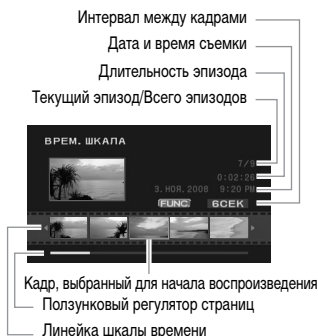 Интервал между кадрами
Дата и время съемки
Длительность эпизода
Текущий эпизод/Всего эпизодов
ВРЕМ. ШКАЛА
7/9
0:02:26
3. НОЯ. 2008 9:20 PM
FUNC. 6СЕК
Кадр, выбранный для начала воспроизведения
Ползунковый регулятор страниц
Линейка шкалы времени